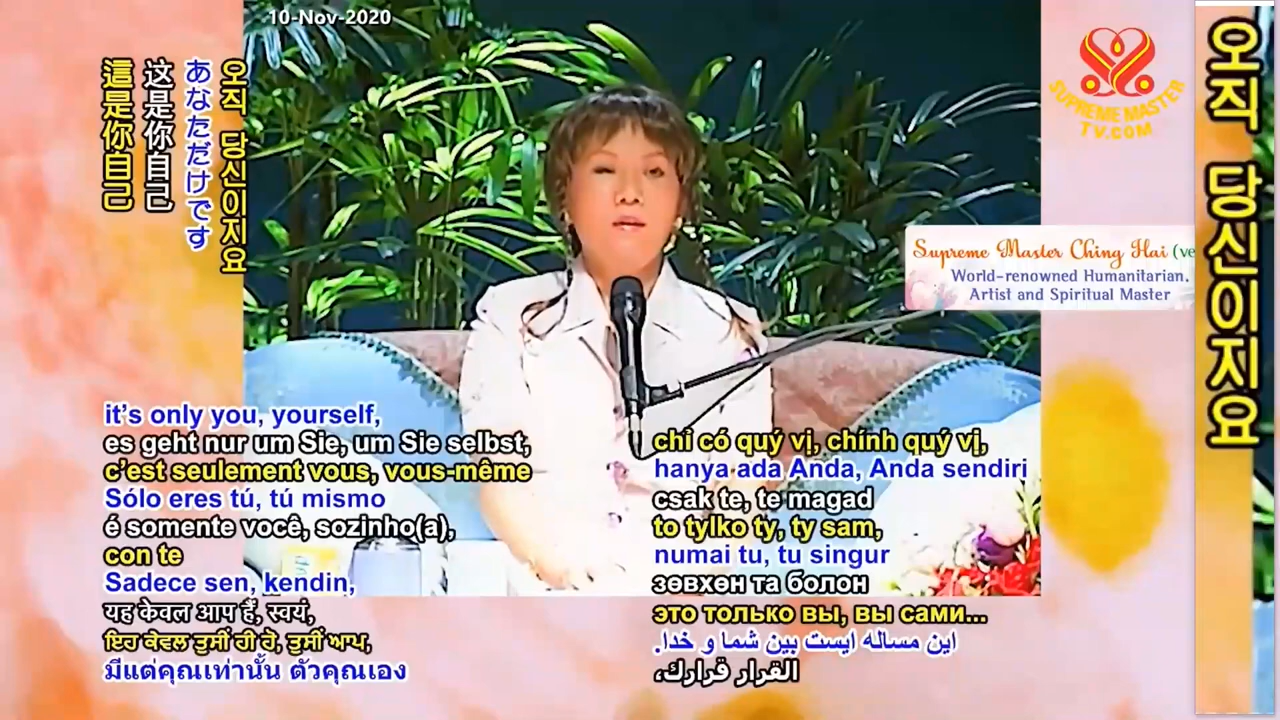 10-Nov-2020
오직 당신이지요
あなただけです
这是你自己
這是你自己
SUPREME MASTER
TV.COM
오직 당신이지요
Supreme Master Ching Hai (ve
World-renowned Humanitarian,
Artist and Spiritual Master
it's only you, yourself,
es geht nur um Sie, um Sie selbst,
c'est seulement vous, vous-même
Sólo eres tú, tú mismo
é somente você, sozinho(a),
con te
Sadece sen, kendin,
यह केवल आप हैं, स्वयं,
ਇਹ ਕੇਵਲ ਤੁਸੀਂ ਹੀ ਹੋ, ਤੁਸੀਂ ਆਪ,
มีแต่คุณเท่านั้น ตัวคุณเอง
chỉ có quý vị, chính quý vị,
hanya ada Anda, Anda sendiri
csak te, te magad
to tylko ty, ty sam,
numai tu, tu singur
зөвхөн та болон
это только вы, вы сами...
این مساله ایست بین شما و خدا.
القرار قرارك،